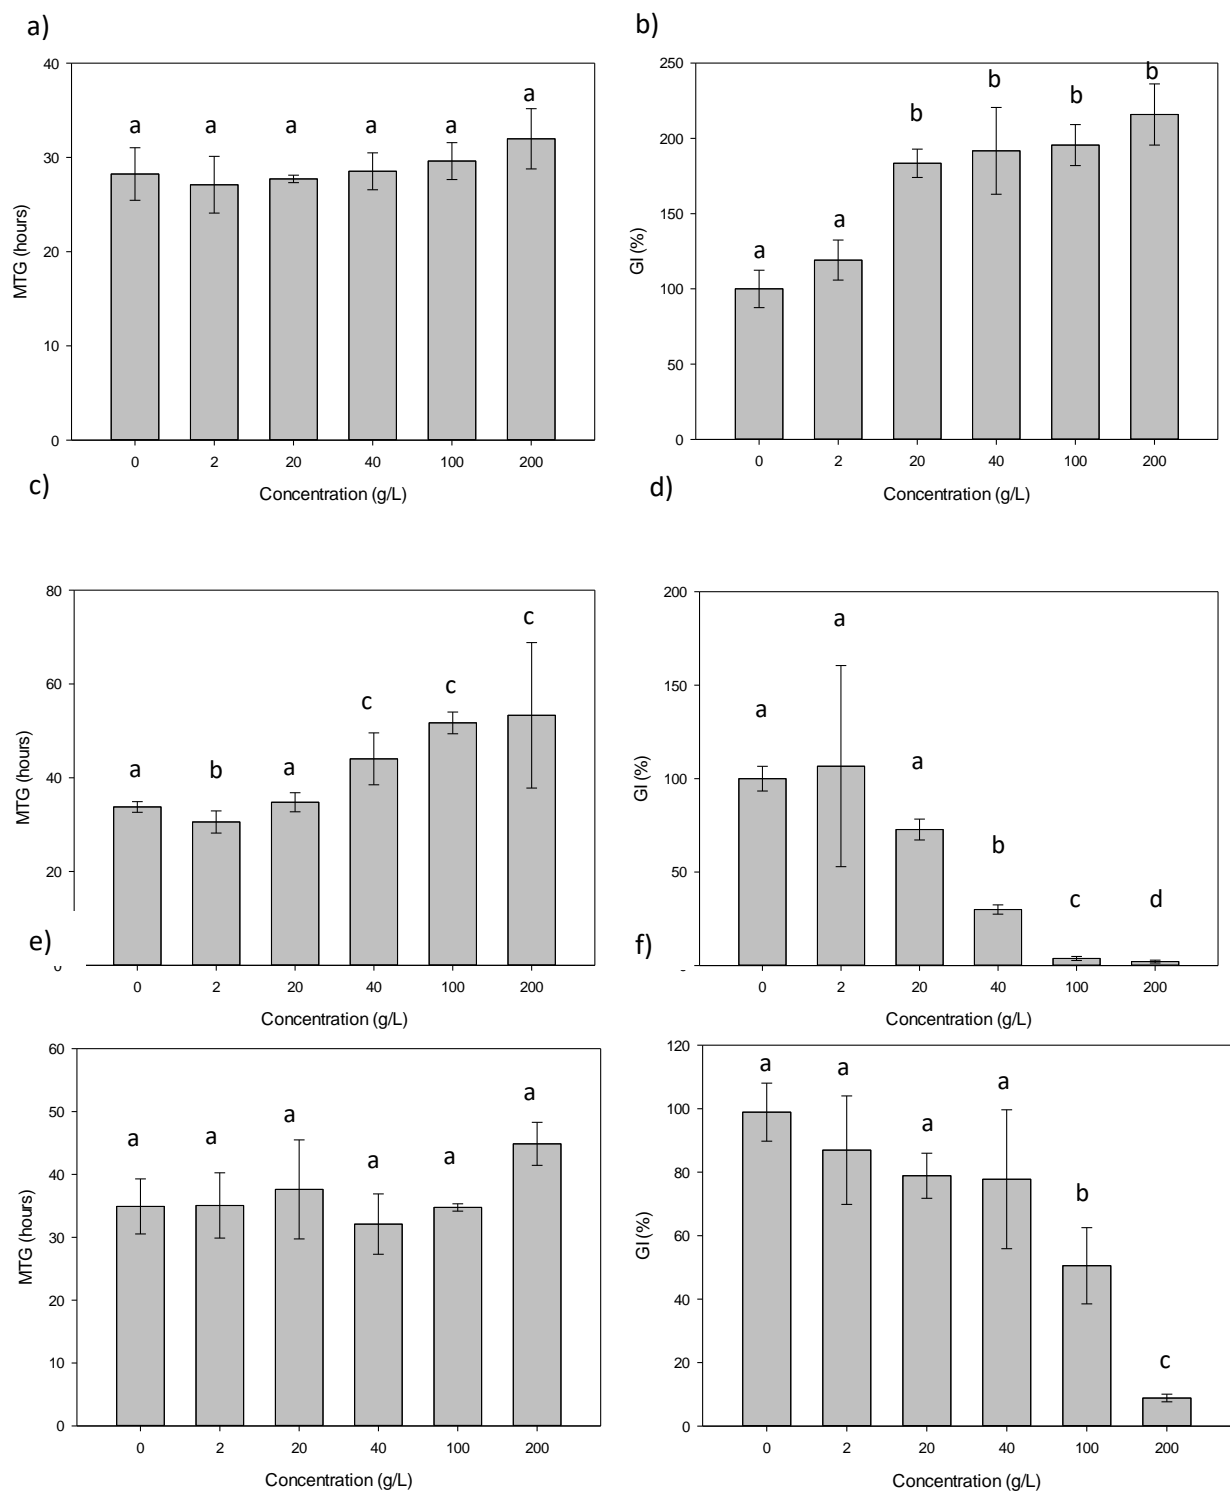 a)
40
30
20
10
0
MTG (hours)
a a a a a a
0 2 20 40 100 200
Concentration (g/L)
b)
250
200
150
100
50
0
GI (%)
a a b b b b
0 2 20 40 100 200
Concentration (g/L)
c)
80
60
40
20
0
MTG (hours)
a b a c c c
0 2 20 40 100 200
Concentration (g/L)
d)
200
150
100
50
GI (%)
a a a b c d
0 2 20 40 100 200
Concentration (g/L)
e)
60
50
40
30
20
10
0
MTG (hours)
a a a a a a
0 2 20 40 100 200
Concentration (g/L)
f)
120
100
80
60
40
20
0
GI (%)
a a a a b c
0 2 20 40 100 200
Concentration (g/L)